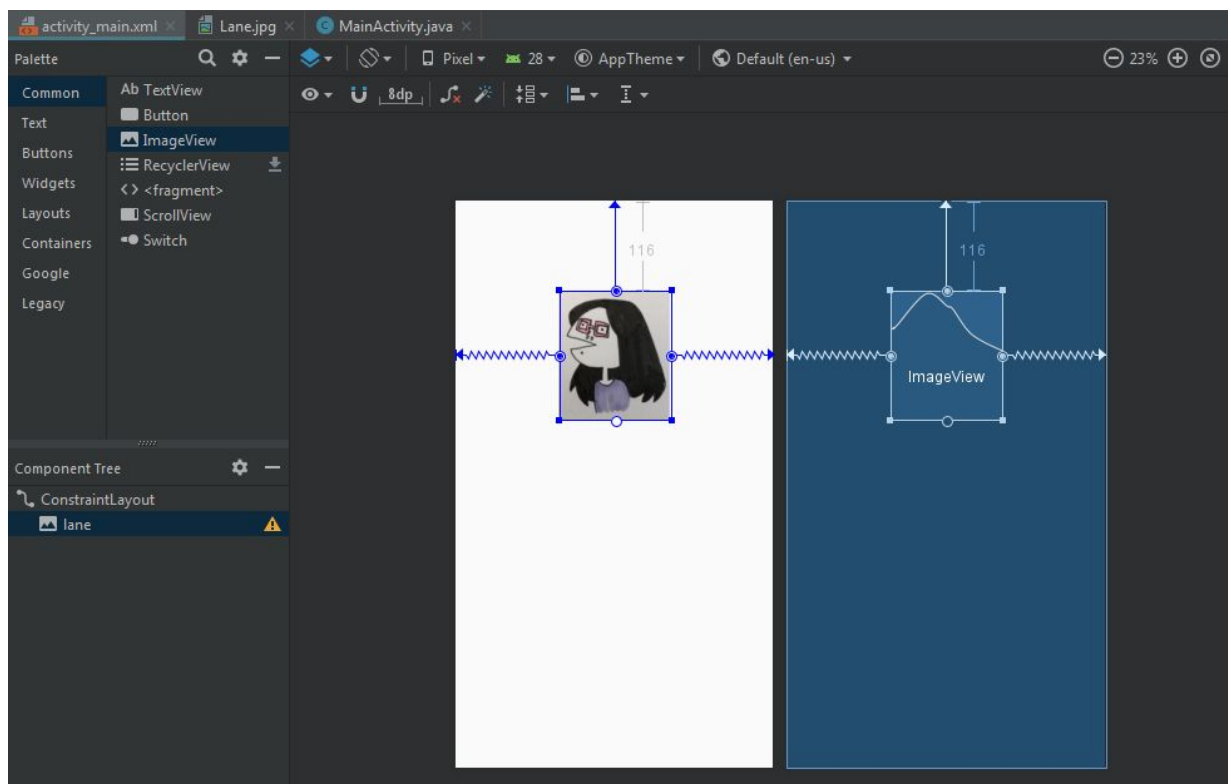 activity_main.xml Lane.jpg MainActivity.java
Palette
Pixel 28 AppTheme Default (en-us) 23%
Common
Text
Buttons
Widgets
Layouts
Containers
Google
Legacy
Ab TextView
Button
ImageView
RecyclerView
<fragment>
ScrollView
Switch
8dp
116
116
ImageView
Component Tree
ConstraintLayout
lane